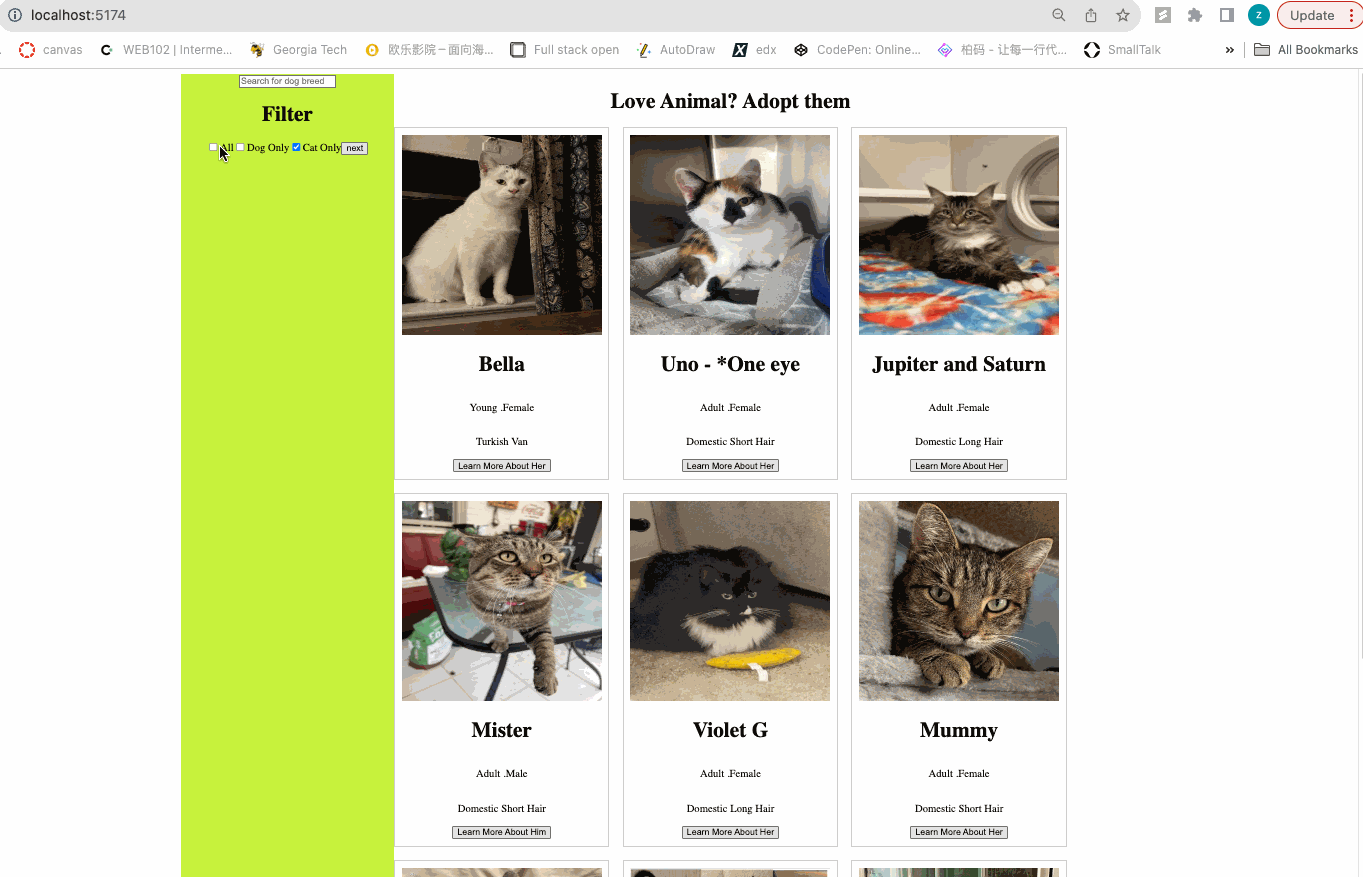 localhost:5174
Update
canvas
WEB102 | Interme...
Georgia Tech
欧乐影院－面向海...
Full stack open
AutoDraw
edx
CodePen: Online...
柏码 - 让每一行代...
SmallTalk
»
All Bookmarks
Search for dog breed
Filter
All Dog Only Cat Only next
Love Animal? Adopt them
Bella
Young .Female
Turkish Van
Learn More About Her
Uno - *One eye
Adult .Female
Domestic Short Hair
Learn More About Her
Jupiter and Saturn
Adult .Female
Domestic Long Hair
Learn More About Her
Mister
Adult .Male
Domestic Short Hair
Learn More About Him
Violet G
Adult .Female
Domestic Long Hair
Learn More About Her
Mummy
Adult .Female
Domestic Short Hair
Learn More About Her